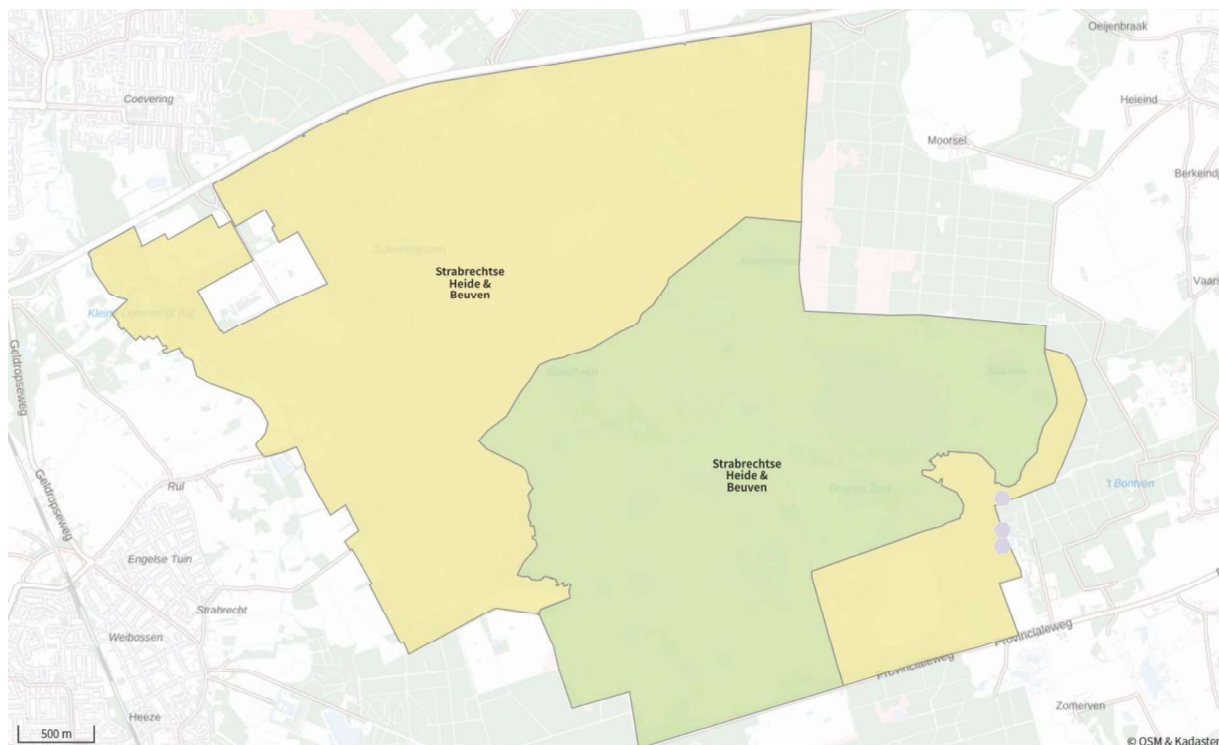 Oeijenbraak
Coevering
Heieind
Moorsel
Berkeindj
Strabrechtse
Heide &
Beuven
Vaars
Geldropseweg
Strabrechtse
Heide &
Beuven
't Bontven
Geldropseweg
Rul
Engelse Tuin
Strabrecht
Weibossen
Provincialeweg
Provincialeweg
Zomerven
Heeze
500 m
© OSM & Kadaster